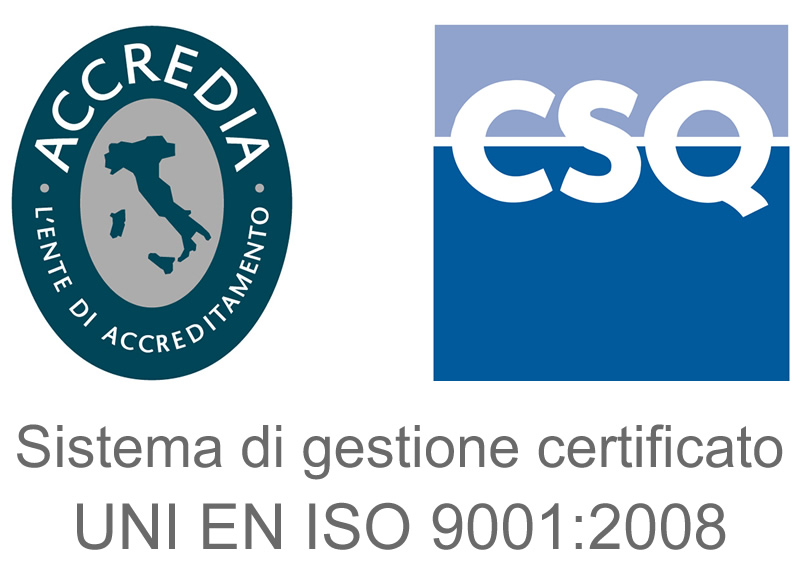 ACCREDIA
· L'ENTE DI ACCREDITAMENTO ·
CSQ
Sistema di gestione certificato
UNI EN ISO 9001:2008